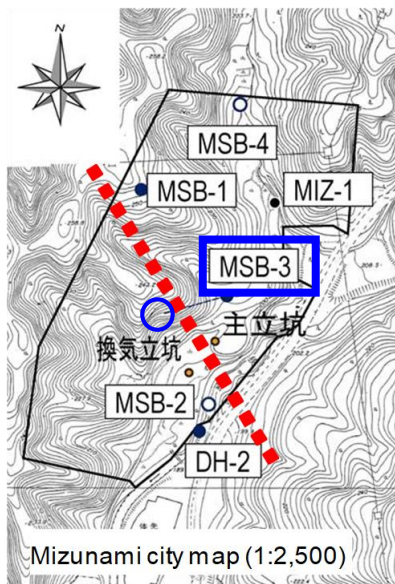 MSB-4
MSB-1
MIZ-1
MSB-3
主立坑
換気立坑
MSB-2
DH-2
Mizunami city map (1:2,500)